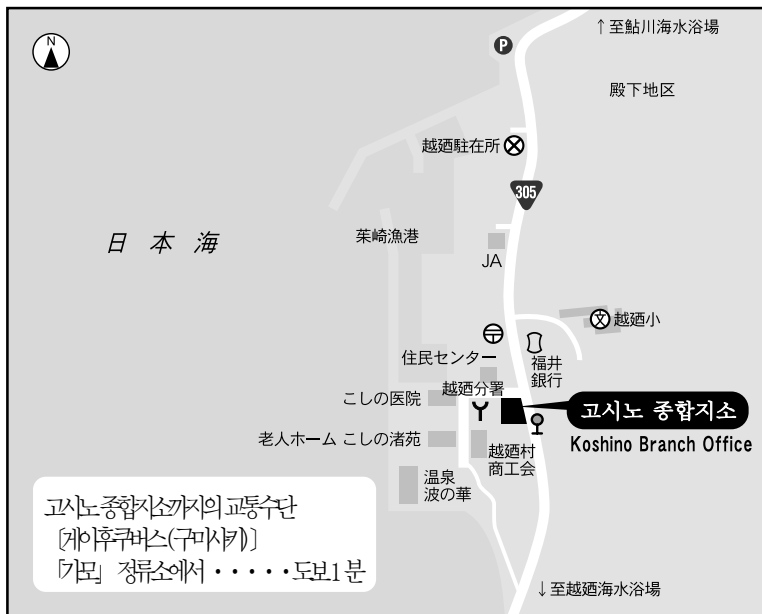 N
↑至鮎川海水浴場
P
殿下地区
越廼駐在所
305
日本海
茱崎漁港
JA
文
越廼小
住民センター
福井
銀行
越廼分署
こしの医院
고시노 종합지소
Koshino Branch Office
老人ホーム こしの渚苑
越廼村
商工会
温泉
波の華
고시노 종합지소까지의 교통수단
〔게이후쿠버스(구미사키)〕
「가모」 정류소에서 ・・・・・도보 1 분
↓至越廼海水浴場